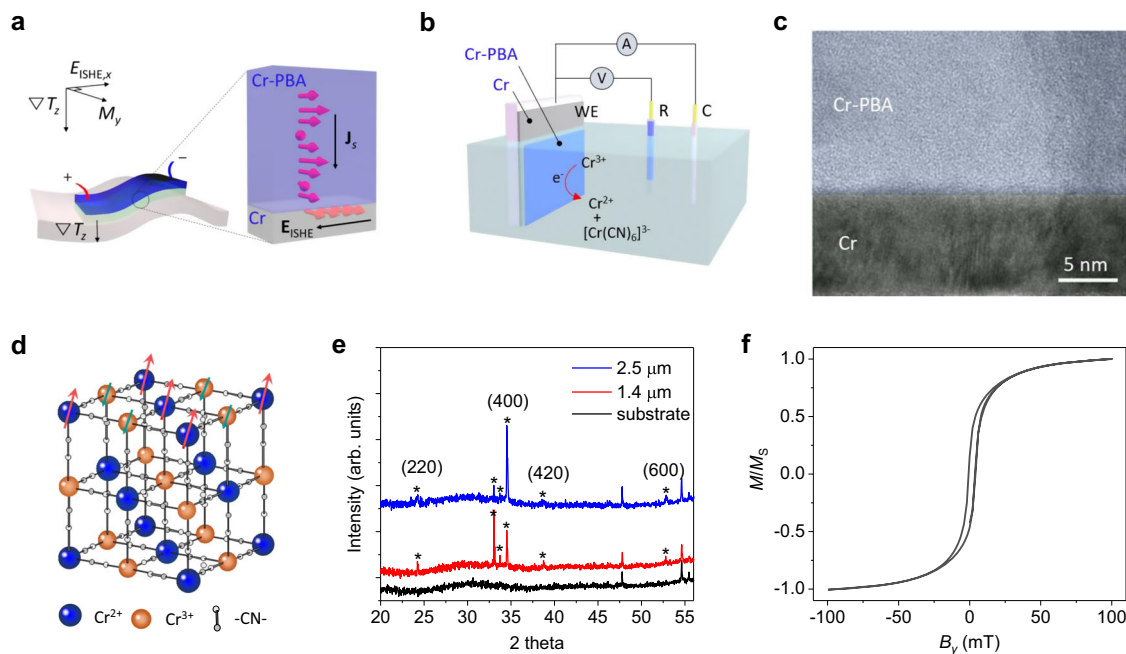 a
E_ISHE,x
∇T_z
M_y
+
−
∇T_z
Cr-PBA
J_s
Cr
E_ISHE
b
A
V
Cr-PBA
Cr
WE
R
C
Cr³⁺
e⁻
Cr²⁺
+
[Cr(CN)₆]³⁻
c
Cr-PBA
Cr
5 nm
d
Cr²⁺ Cr³⁺ -CN-
e
Intensity (arb. units)
2.5 μm
1.4 μm
substrate
(220)
(400)
(420)
(600)
* * * * * *
* * * * * *
20 25 30 35 40 45 50 55
2 theta
f
M/M_S
1.0
0.5
0.0
-0.5
-1.0
-100 -50 0 50 100
B_y (mT)